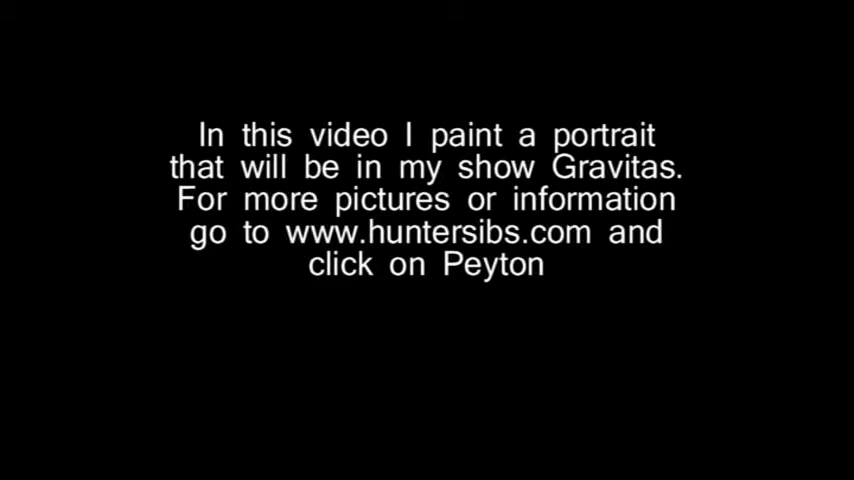 In this video I paint a portrait
that will be in my show Gravitas.
For more pictures or information
go to www.huntersibs.com and
click on Peyton